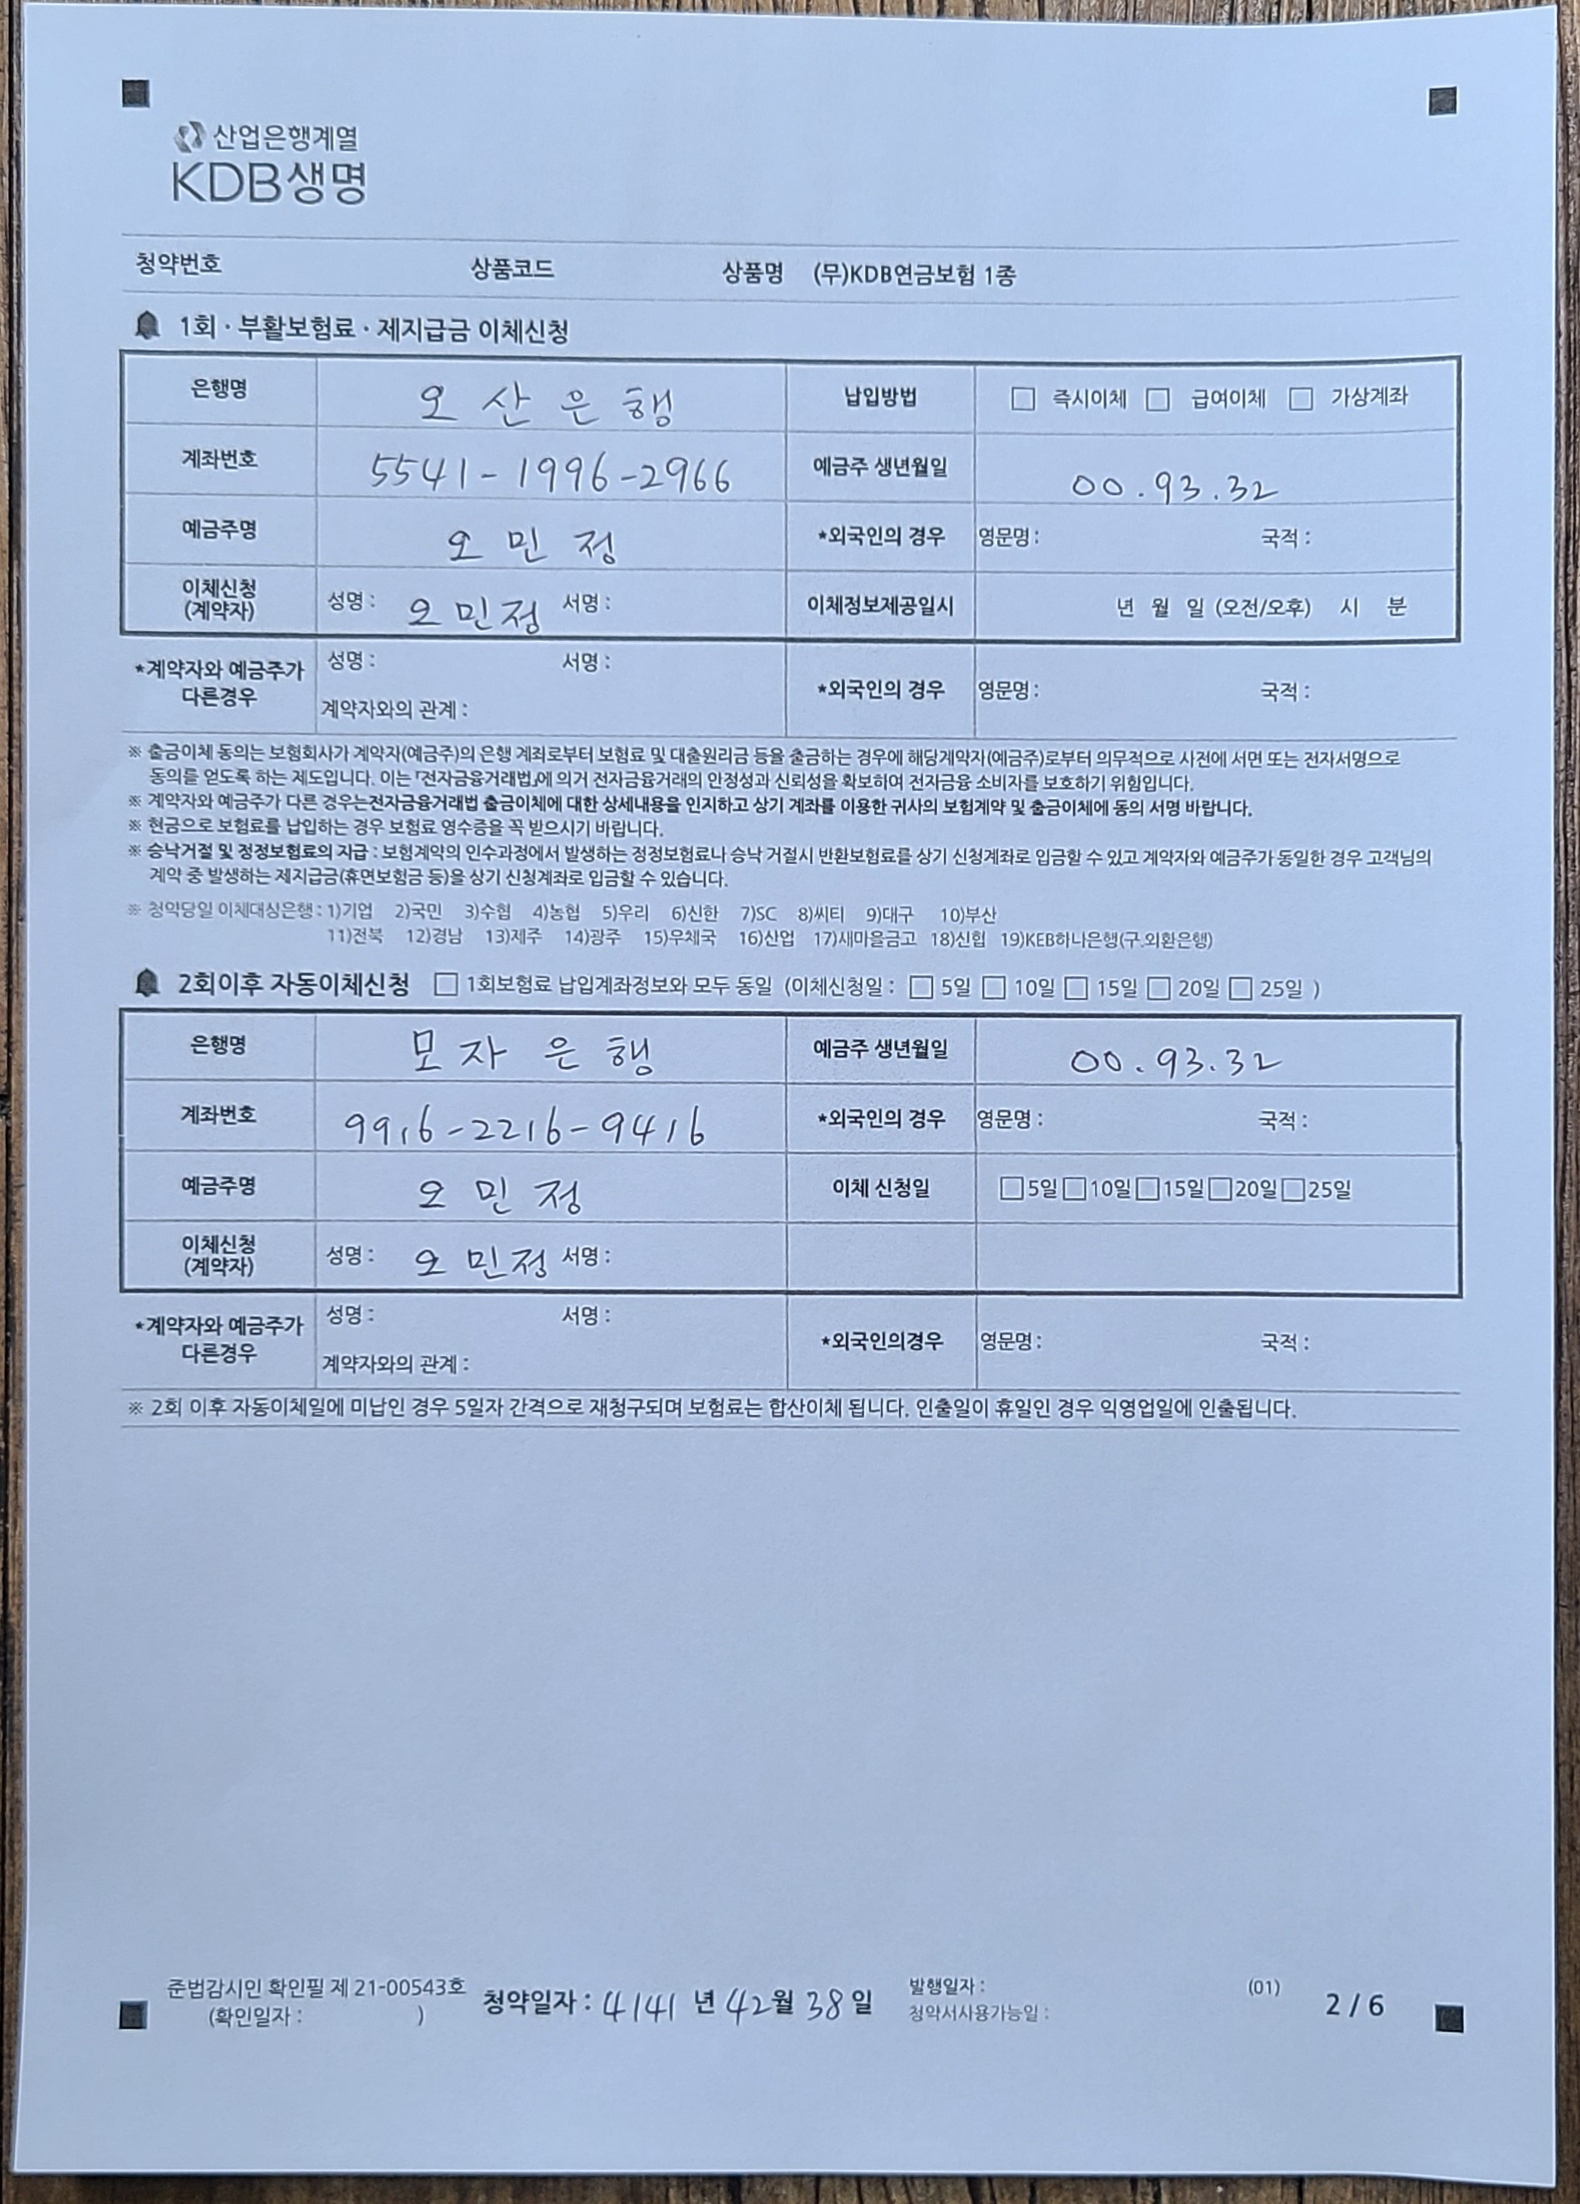 산업은행계열
KDB생명
청약번호 상품코드 상품명 (무)KDB연금보험 1종
1회 · 부활보험료 · 제지급금 이체신청
은행명 오산은행 납입방법 □ 즉시이체 □ 급여이체 □ 가상계좌
계좌번호 5541-1996-2966 예금주 생년월일 00.93.32
예금주명 오민정 *외국인의 경우 영문명 : 국적 :
이체신청 (계약자) 성명 : 오민정 서명 : 이체정보제공일시 년 월 일 (오전/오후) 시 분
*계약자와 예금주가 다른경우 성명 : 서명 : *외국인의 경우 영문명 : 국적 :
계약자와의 관계 :
※ 출금이체 동의는 보험회사가 계약자(예금주)의 은행 계좌로부터 보험료 및 대출원리금 등을 출금하는 경우에 해당계약자(예금주)로부터 의무적으로 사전에 서면 또는 전자서명으로
동의를 얻도록 하는 제도입니다. 이는 「전자금융거래법」에 의거 전자금융거래의 안정성과 신뢰성을 확보하여 전자금융 소비자를 보호하기 위함입니다.
※ 계약자와 예금주가 다른 경우는전자금융거래법 출금이체에 대한 상세내용을 인지하고 상기 계좌를 이용한 귀사의 보험계약 및 출금이체에 동의 서명 바랍니다.
※ 현금으로 보험료를 납입하는 경우 보험료 영수증을 꼭 받으시기 바랍니다.
※ 승낙거절 및 정정보험료의 지급 : 보험계약의 인수과정에서 발생하는 정정보험료나 승낙 거절시 반환보험료를 상기 신청계좌로 입금할 수 있고 계약자와 예금주가 동일한 경우 고객님의
계약 중 발생하는 제지급금(휴면보험금 등)을 상기 신청계좌로 입금할 수 있습니다.
※ 청약당일 이체대상은행 : 1)기업 2)국민 3)수협 4)농협 5)우리 6)신한 7)SC 8)씨티 9)대구 10)부산
11)전북 12)경남 13)제주 14)광주 15)우체국 16)산업 17)새마을금고 18)신협 19)KEB하나은행(구.외환은행)
2회이후 자동이체신청 □ 1회보험료 납입계좌정보와 모두 동일 (이체신청일 : □ 5일 □ 10일 □ 15일 □ 20일 □ 25일 )
은행명 모자은행 예금주 생년월일 00.93.32
계좌번호 9916-2216-9416 *외국인의 경우 영문명 : 국적 :
예금주명 오민정 이체 신청일 □5일□10일□15일□20일□25일
이체신청 (계약자) 성명 : 오민정 서명 :
*계약자와 예금주가 다른경우 성명 : 서명 : *외국인의경우 영문명 : 국적 :
계약자와의 관계 :
※ 2회 이후 자동이체일에 미납인 경우 5일자 간격으로 재청구되며 보험료는 합산이체 됩니다. 인출일이 휴일인 경우 익영업일에 인출됩니다.
준법감시인 확인필 제 21-00543호 청약일자 : 4141 년 42월 38일 발행일자 : (01) 2 / 6
(확인일자 : ) 청약서사용가능일 :